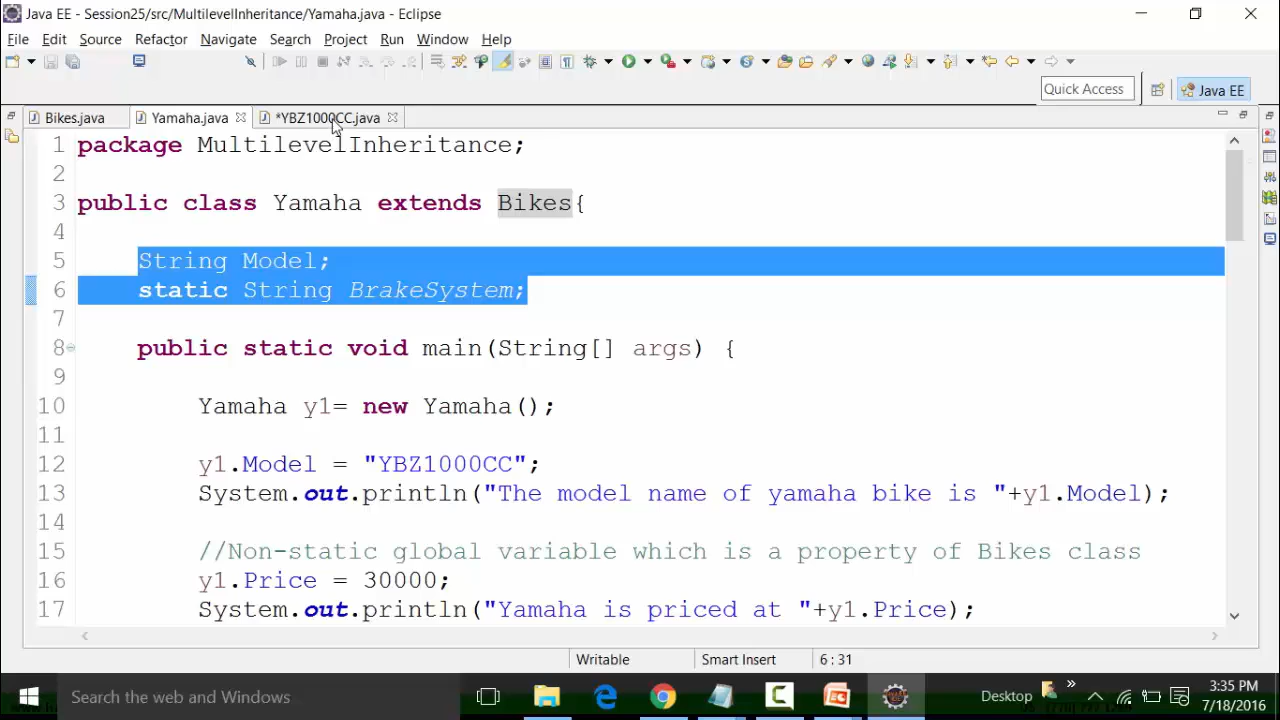 Java EE - Session25/src/MultilevelInheritance/Yamaha.java - Eclipse
File Edit Source Refactor Navigate Search Project Run Window Help
Quick Access Java EE
Bikes.java Yamaha.java *YBZ1000CC.java
1 package MultilevelInheritance;
2
3 public class Yamaha extends Bikes{
4
5 String Model;
6 static String BrakeSystem;
7
8 public static void main(String[] args) {
9
10 Yamaha y1= new Yamaha();
11
12 y1.Model = "YBZ1000CC";
13 System.out.println("The model name of yamaha bike is "+y1.Model);
14
15 //Non-static global variable which is a property of Bikes class
16 y1.Price = 30000;
17 System.out.println("Yamaha is priced at "+y1.Price);
Writable Smart Insert 6 : 31
Search the web and Windows
Desktop
3:35 PM
7/18/2016